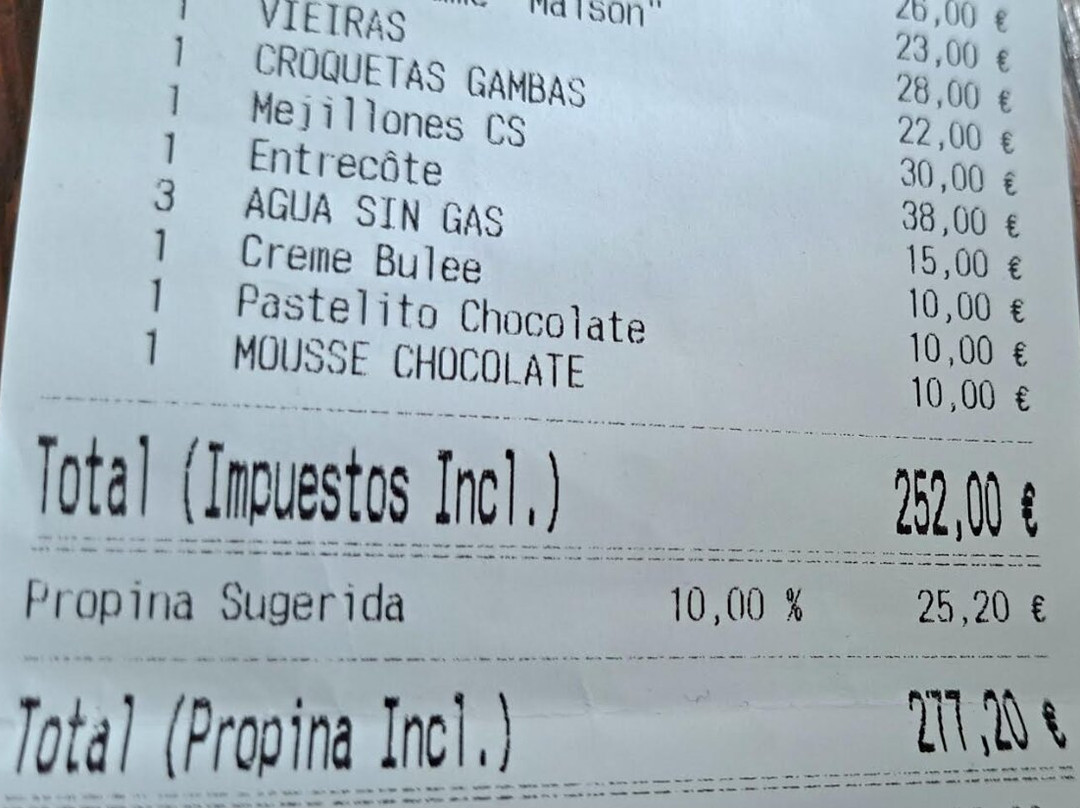 26,00 €
Maison" 23,00 €
1 VIEIRAS 28,00 €
1 CROQUETAS GAMBAS 22,00 €
1 Mejillones CS 30,00 €
1 Entrecôte 38,00 €
3 AGUA SIN GAS 15,00 €
1 Creme Bulee 10,00 €
1 Pastelito Chocolate 10,00 €
1 MOUSSE CHOCOLATE 10,00 €
Total (Impuestos Incl.) 252,00 €
Propina Sugerida 10,00 % 25,20 €
Total (Propina Incl.) 277,20 €